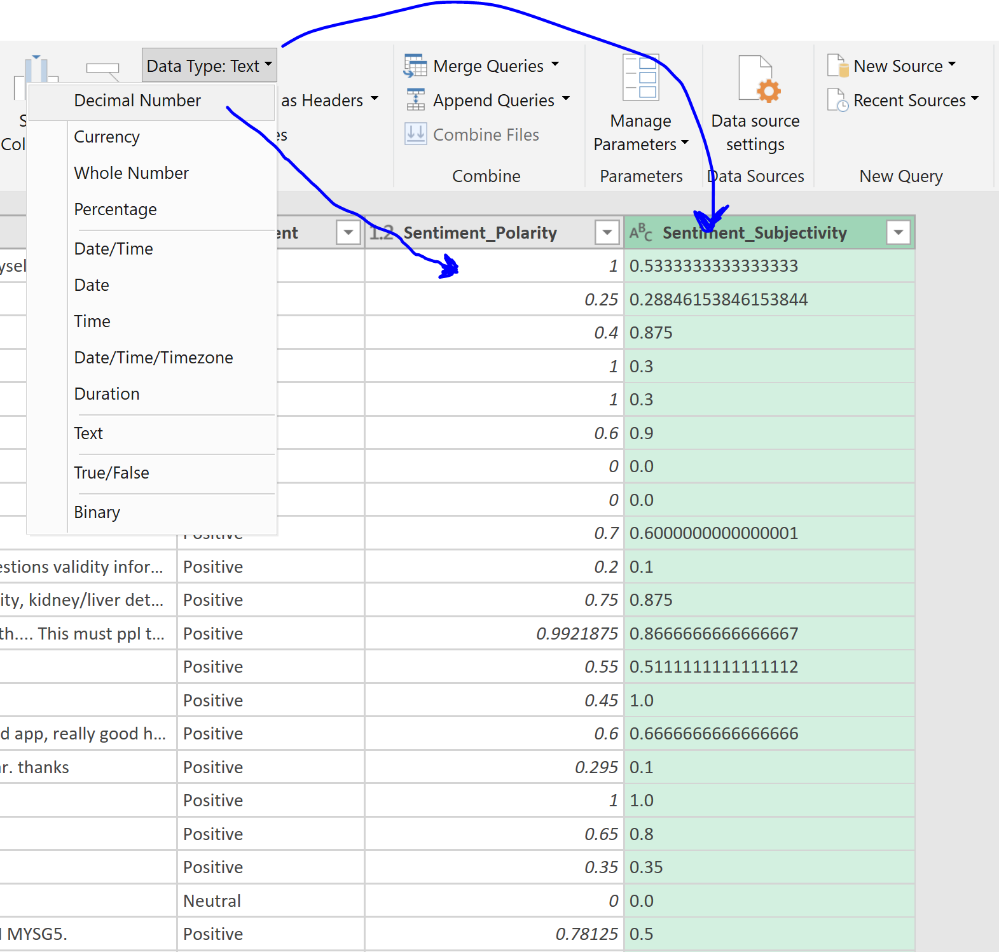 Data Type: Text
Merge Queries
New Source
Decimal Number
as Headers
Append Queries
Recent Sources
Manage
Parameters
Data source
settings
Col
Currency
es
Combine Files
Whole Number
Combine
Parameters
Data Sources
New Query
Percentage
ent
1.2 Sentiment_Polarity
ABC Sentiment_Subjectivity
Date/Time
ysel
1 0.5333333333333333
Date
0.25 0.28846153846153844
Time
0.4 0.875
Date/Time/Timezone
1 0.3
Duration
1 0.3
Text
0.6 0.9
True/False
0 0.0
Binary
0 0.0
Positive 0.7 0.6000000000000001
estions validity infor... Positive 0.2 0.1
ity, kidney/liver det... Positive 0.75 0.875
th.... This must ppl t... Positive 0.9921875 0.8666666666666667
Positive 0.55 0.5111111111111112
Positive 0.45 1.0
d app, really good h... Positive 0.6 0.6666666666666666
ar. thanks Positive 0.295 0.1
Positive 1 1.0
Positive 0.65 0.8
Positive 0.35 0.35
Neutral 0 0.0
MYSG5. Positive 0.78125 0.5